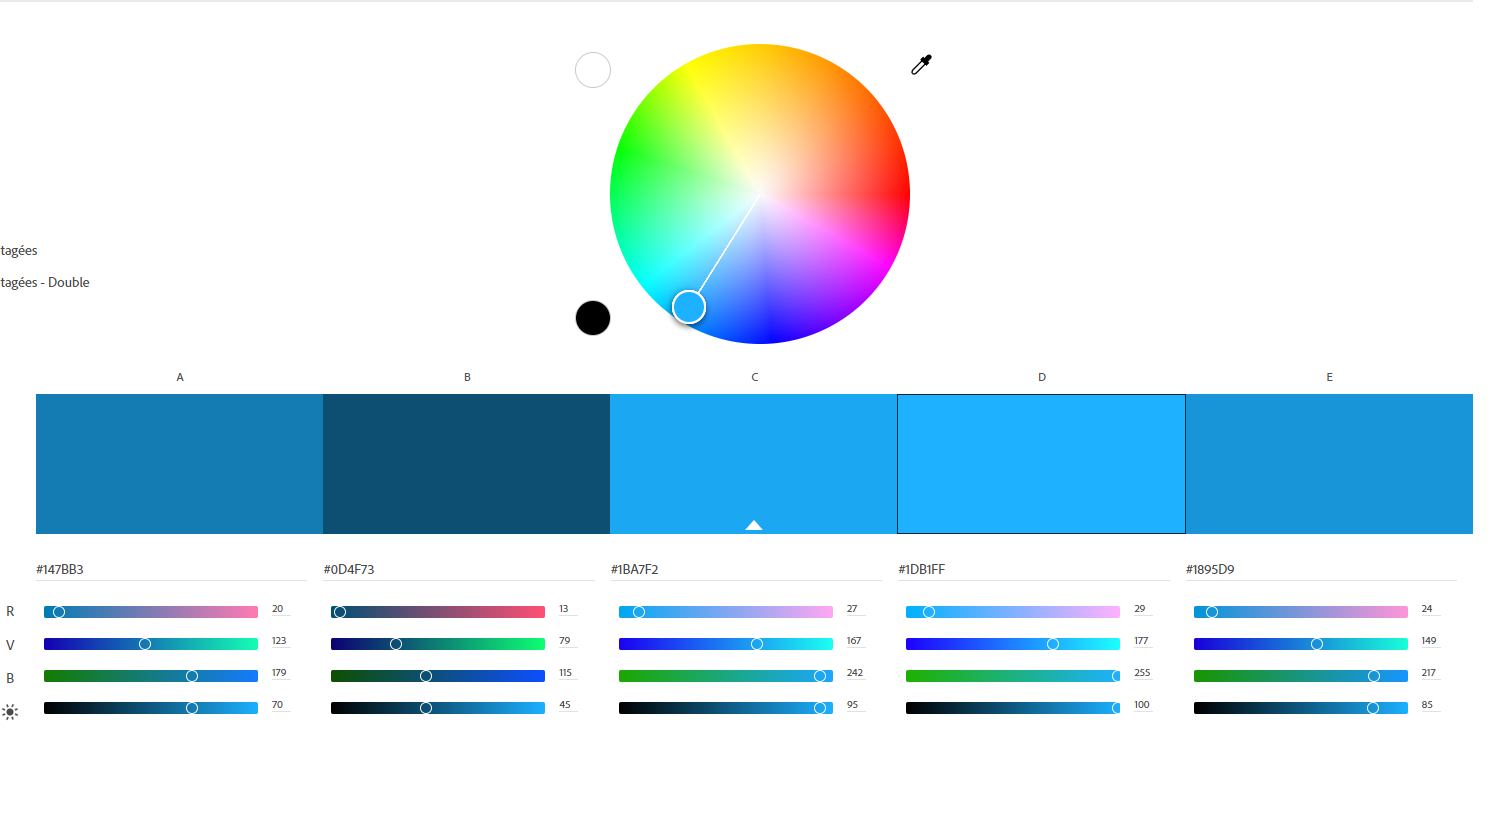 tagées
tagées - Double
A B C D E
#147BB3 #0D4F73 #1BA7F2 #1DB1FF #1895D9
R 20 13 27 29 24
V 123 79 167 177 149
B 179 115 242 255 217
70 45 95 100 85